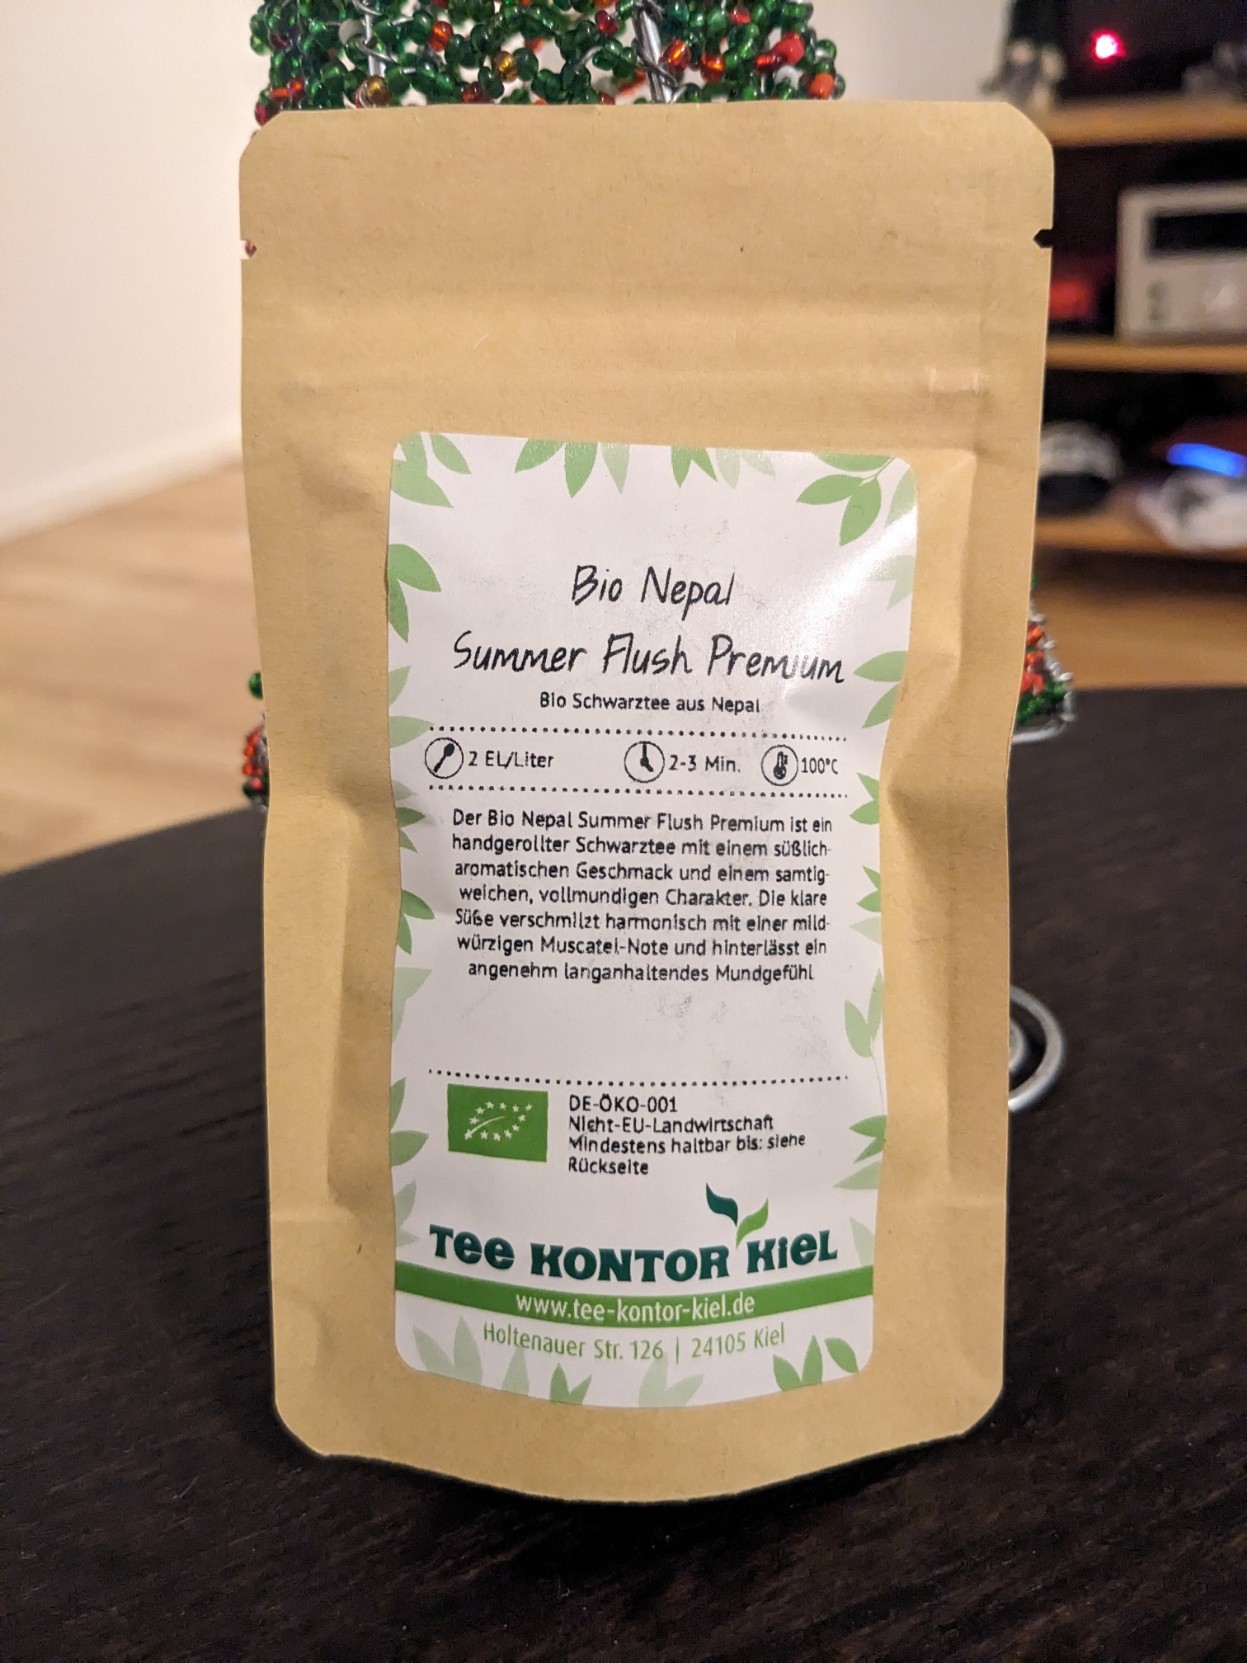 Bio Nepal
Summer Flush Premium
Bio Schwarztee aus Nepal
2 EL/Liter 2-3 Min. 100°C
Der Bio Nepal Summer Flush Premium ist ein
handgerollter Schwarztee mit einem süßlich-
aromatischen Geschmack und einem samtig-
weichen, vollmundigen Charakter. Die klare
Süße verschmilzt harmonisch mit einer mild-
würzigen Muscatel-Note und hinterlässt ein
angenehm langanhaltendes Mundgefühl
DE-ÖKO-001
Nicht-EU-Landwirtschaft
Mindestens haltbar bis: siehe
Rückseite
TEE KONTOR KIEL
www.tee-kontor-kiel.de
Holtenauer Str. 126 | 24105 Kiel